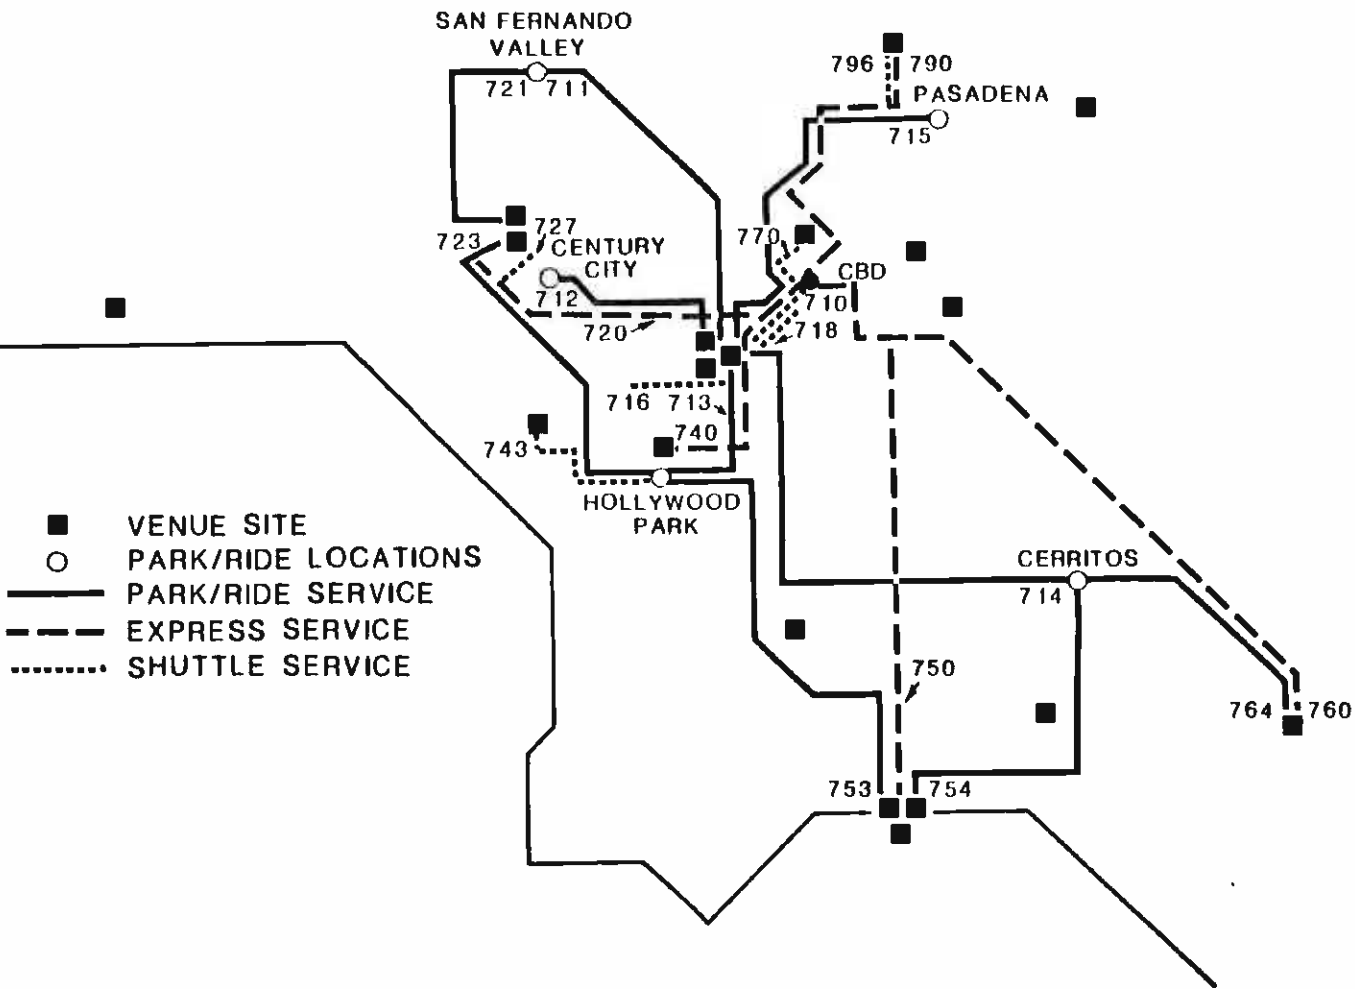 SAN FERNANDO
VALLEY
721 711
796 790
PASADENA
715
727
723
CENTURY
CITY
712
770
CBD
710
720
718
716 713
740
743
HOLLYWOOD
PARK
VENUE SITE
PARK/RIDE LOCATIONS
PARK/RIDE SERVICE
EXPRESS SERVICE
SHUTTLE SERVICE
CERRITOS
714
750
764 760
753 754